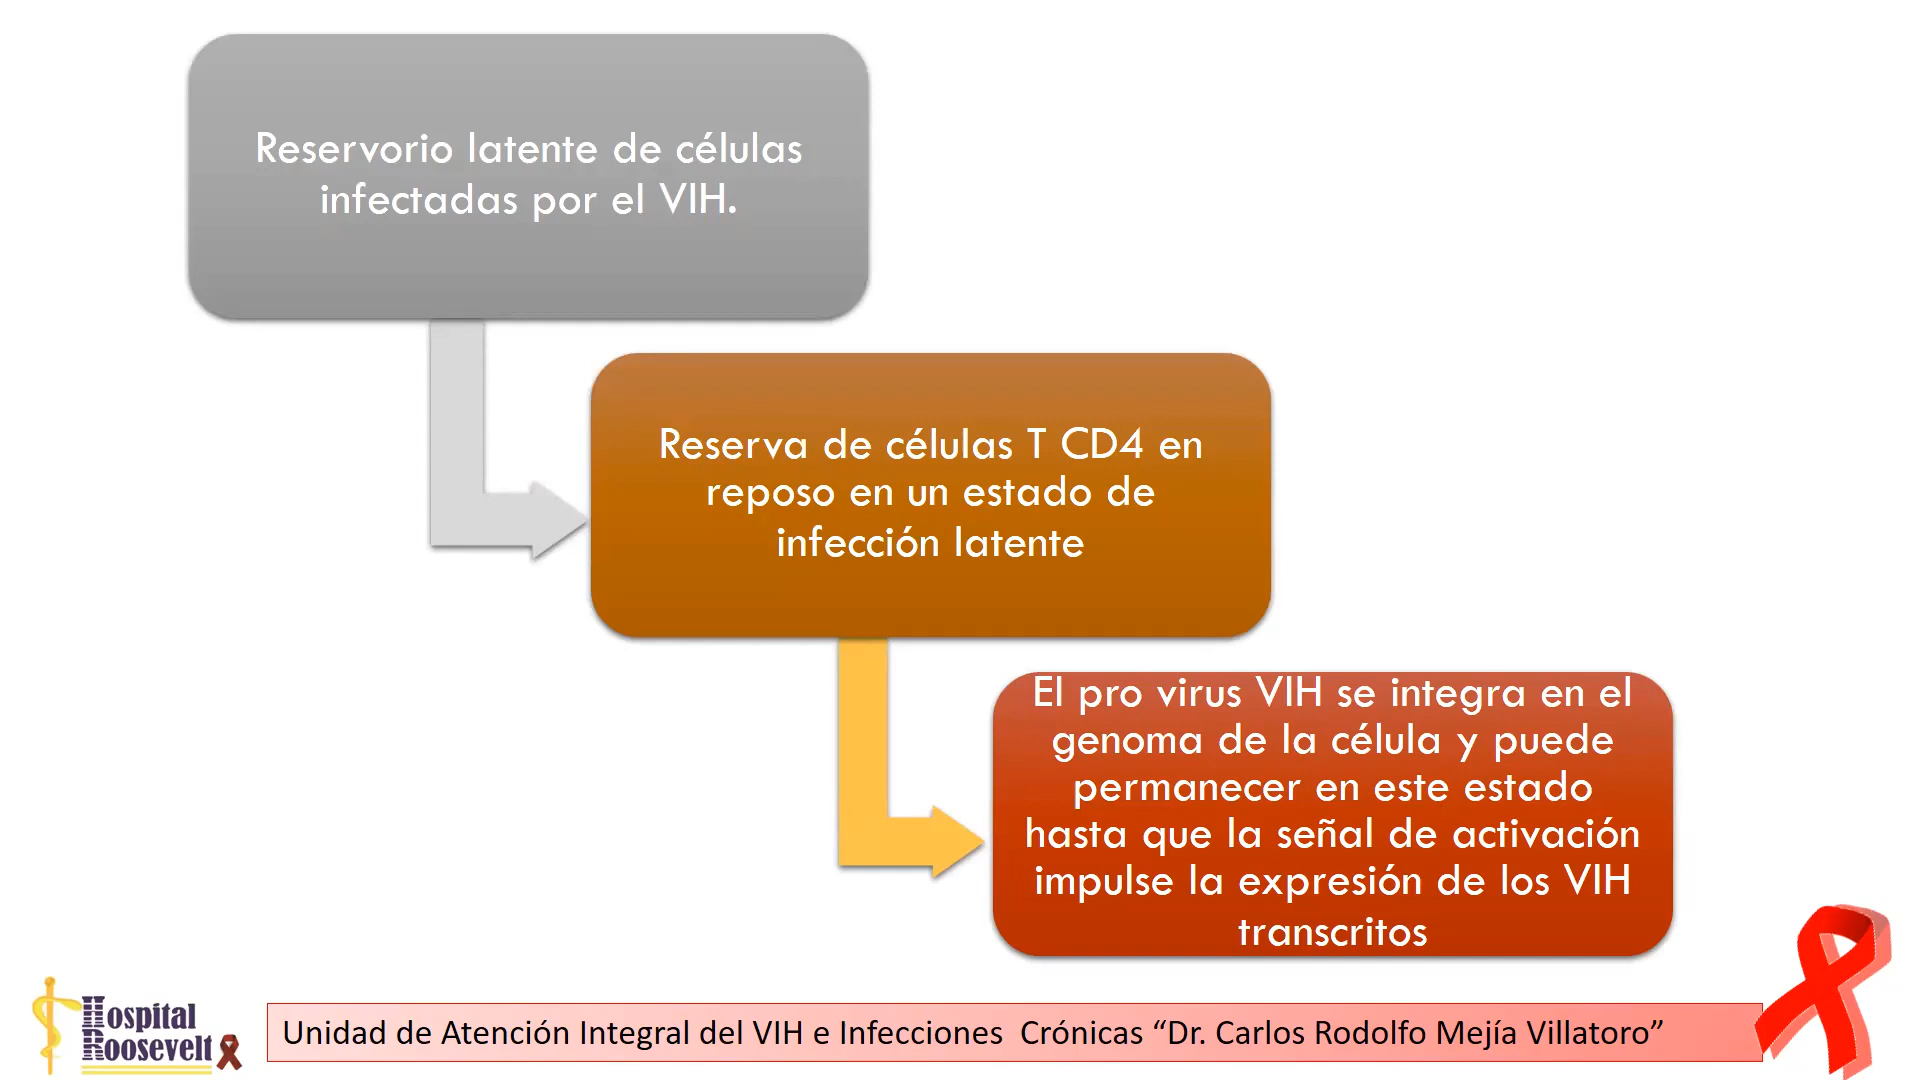 Reservorio latente de células
infectadas por el VIH.
Reserva de células T CD4 en
reposo en un estado de
infección latente
El pro virus VIH se integra en el
genoma de la célula y puede
permanecer en este estado
hasta que la señal de activación
impulse la expresión de los VIH
transcritos
Hospital
Roosevelt
Unidad de Atención Integral del VIH e Infecciones  Crónicas “Dr. Carlos Rodolfo Mejía Villatoro”